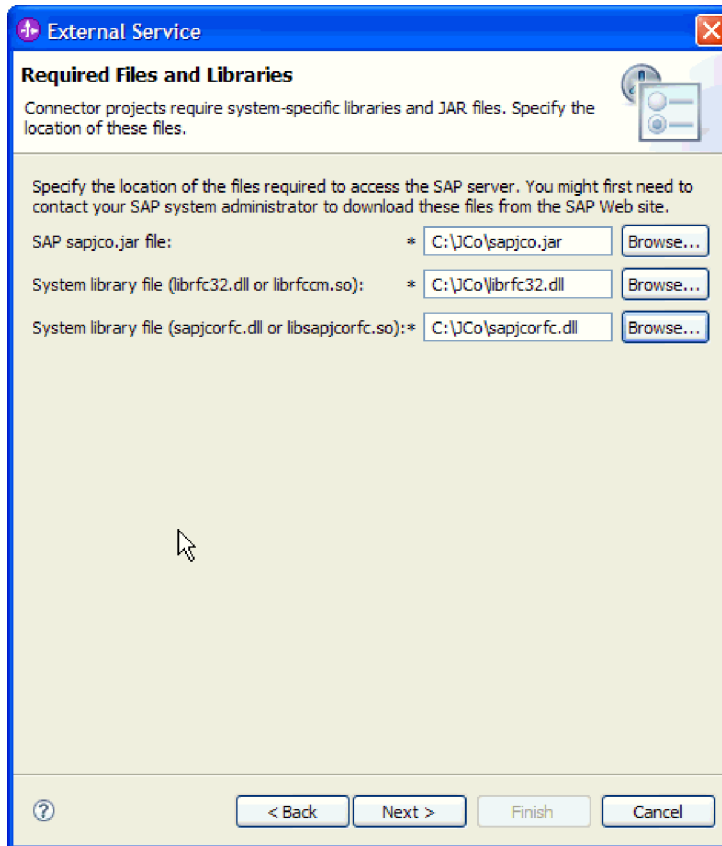 External Service
Required Files and Libraries
Connector projects require system-specific libraries and JAR files. Specify the
location of these files.
Specify the location of the files required to access the SAP server. You might first need to
contact your SAP system administrator to download these files from the SAP Web site.
SAP sapjco.jar file: * C:\JCo\sapjco.jar Browse...
System library file (librfc32.dll or librfccm.so): * C:\JCo\librfc32.dll Browse...
System library file (sapjcorfc.dll or libsapjcorfc.so):* C:\JCo\sapjcorfc.dll Browse...
? < Back Next > Finish Cancel